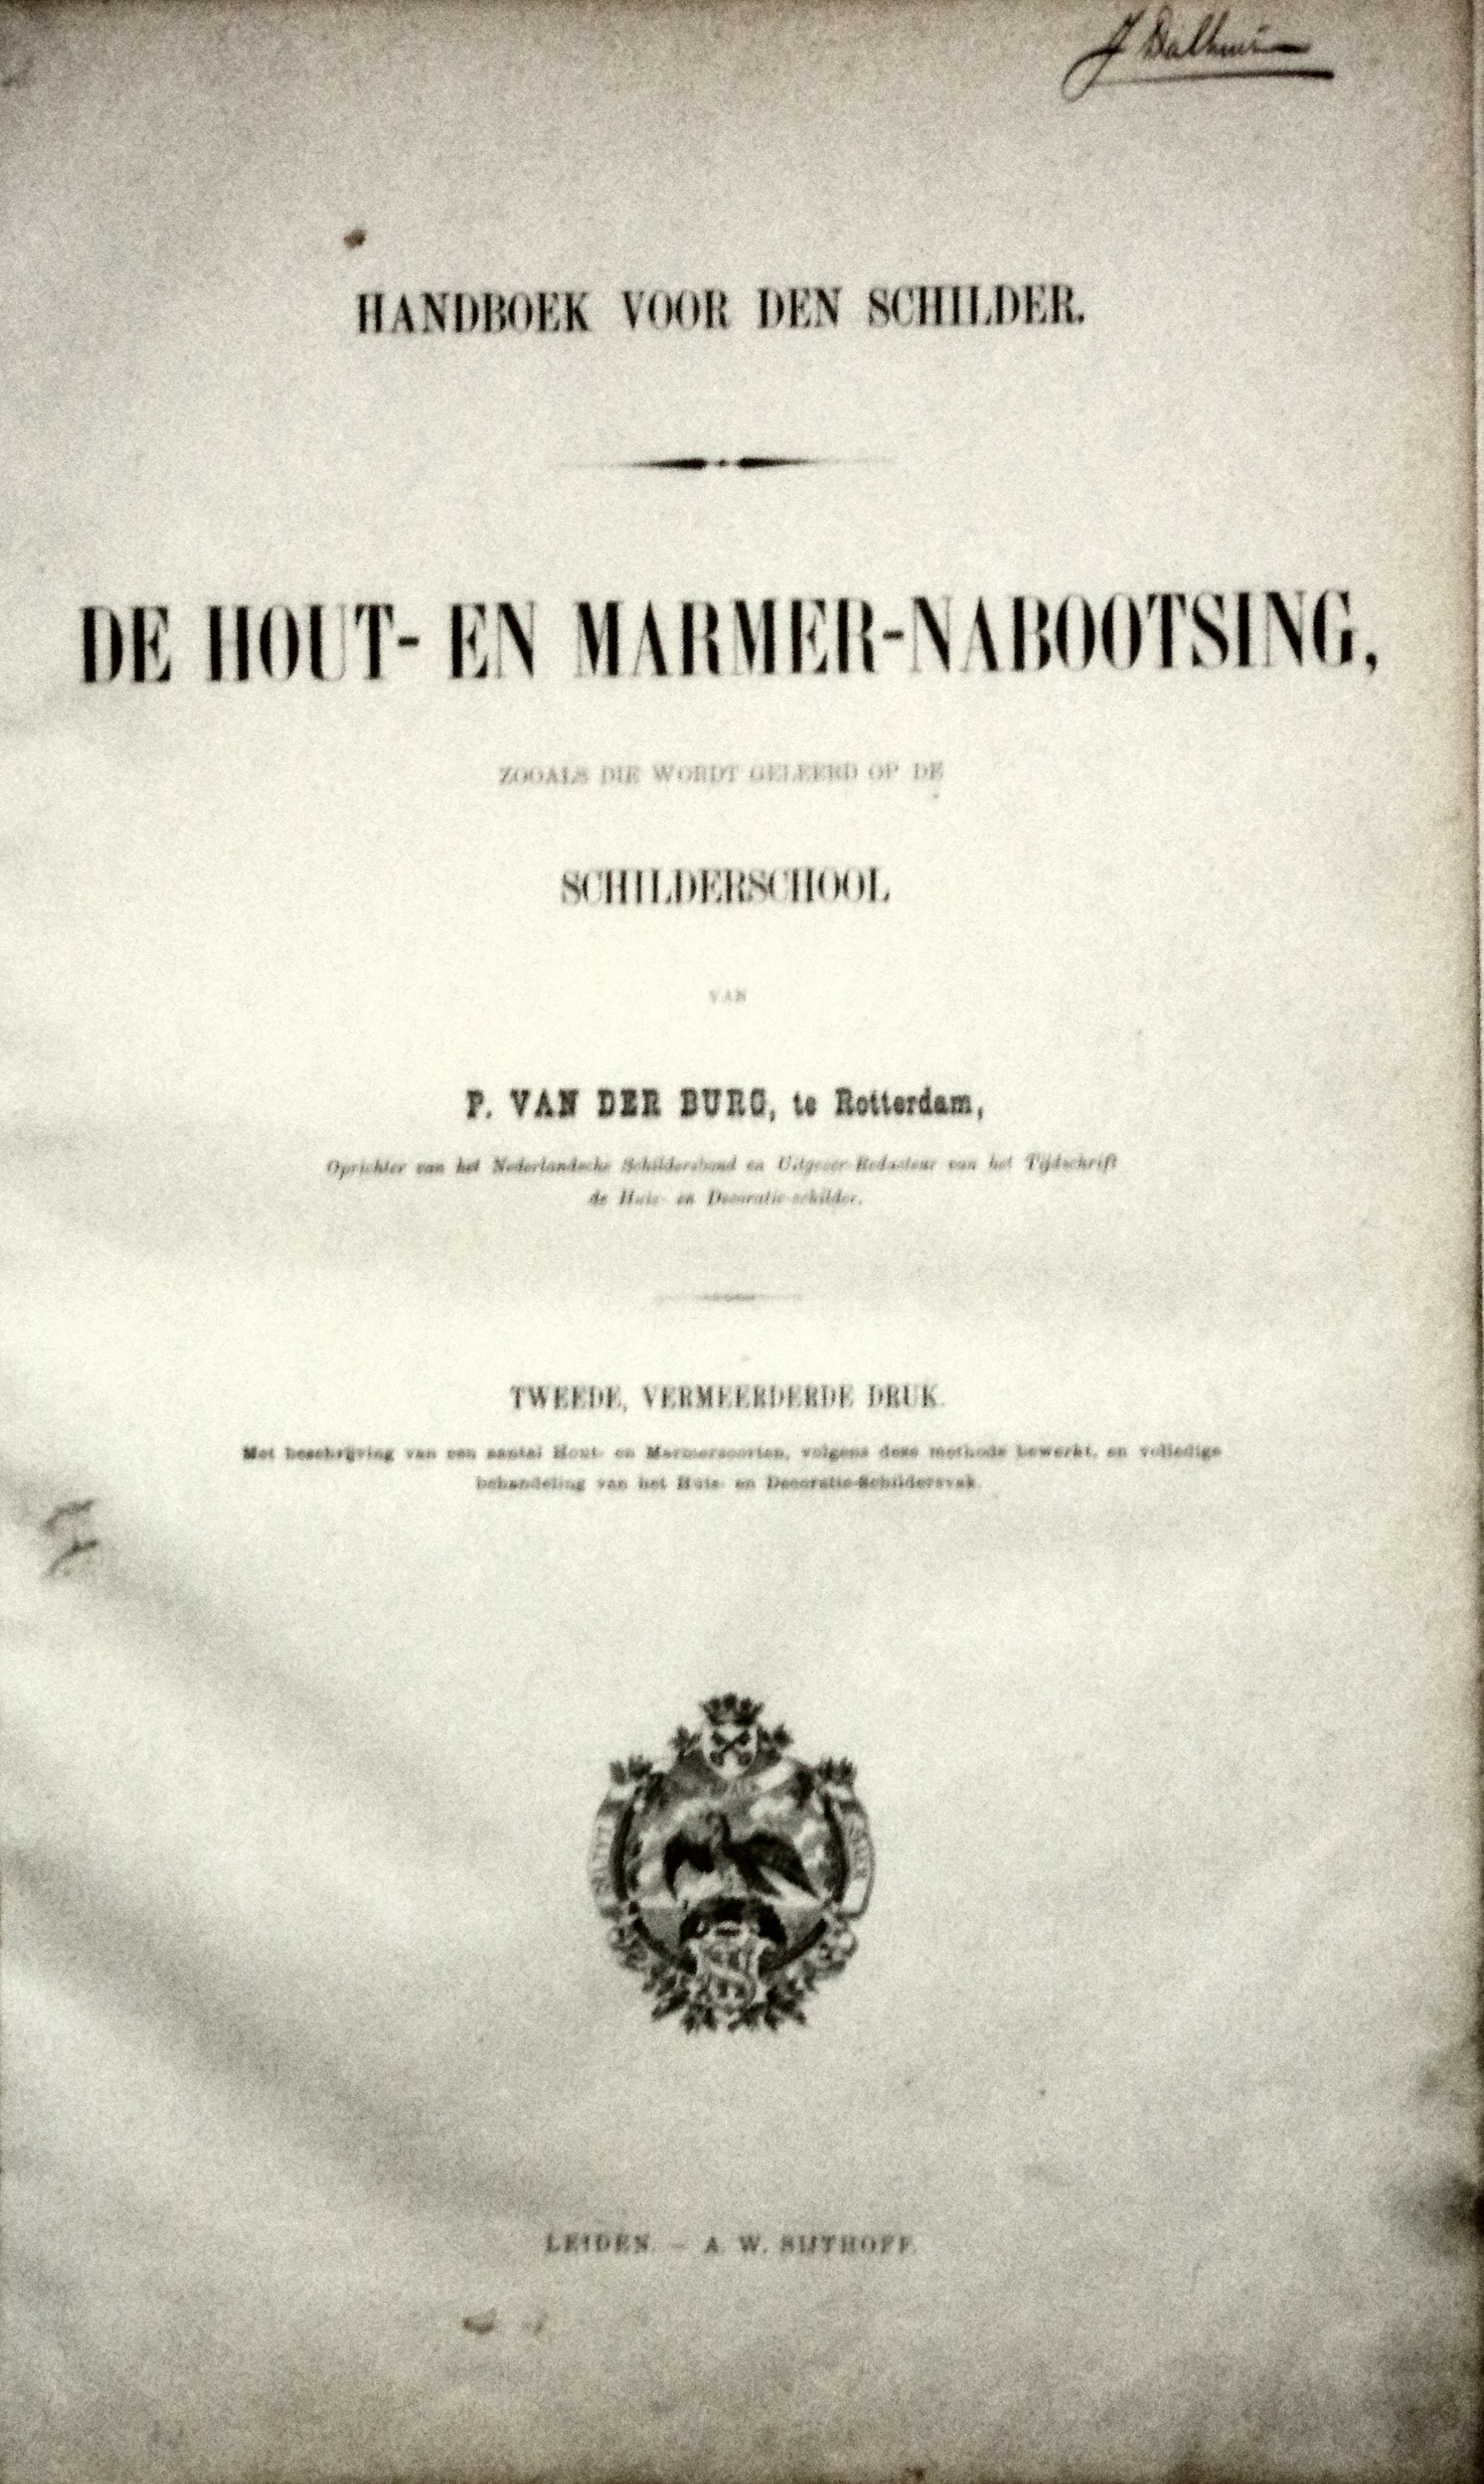 HANDBOEK VOOR DEN SCHILDER.
DE HOUT- EN MARMER-NABOOTSING,
ZOOALS DIE WORDT GELEERD OP DE
SCHILDERSCHOOL
VAN
P. VAN DER BURG, te Rotterdam,
Oprichter van het Nederlandsche Schildersbond en Uitgever-Redacteur van het Tijdschrift
de Huis- en Decoratie-schilder.
TWEEDE, VERMEERDERDE DRUK.
Met beschrijving van een aantal Hout- en Marmersoorten, volgens deze methode bewerkt, en volledige
behandeling van het Huis- en Decoratie-Schildersvak.
LEIDEN. — A. W. SIJTHOFF.